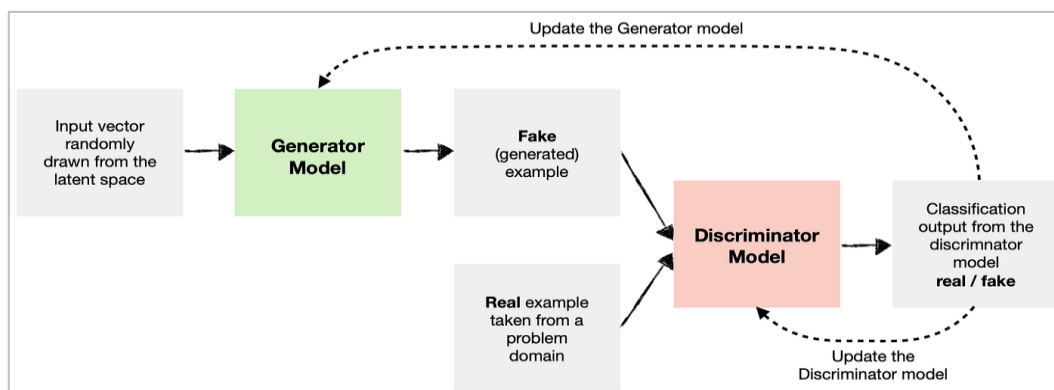 Update the Generator model
Input vector
randomly
drawn from the
latent space
Generator
Model
Fake
(generated)
example
Real example
taken from a
problem
domain
Discriminator
Model
Classification
output from the
discrimnator
model
real / fake
Update the
Discriminator model